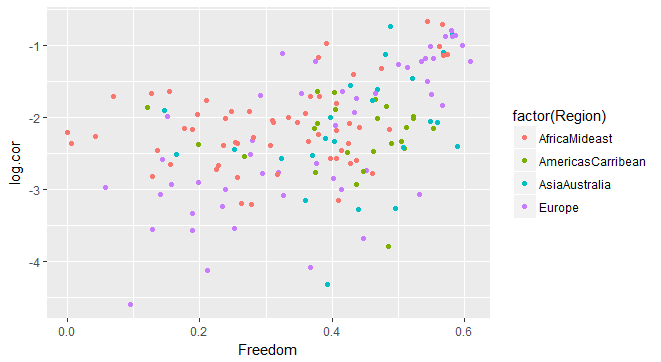 -1
-2
-3
-4
log.cor
0.0 0.2 0.4 0.6
Freedom
factor(Region)
AfricaMideast
AmericasCarribean
AsiaAustralia
Europe